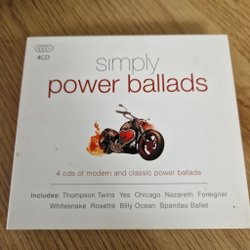 4CD
simply
power ballads
4 cds of modern and classic power ballads
Includes: Thompson Twins Yes Chicago Nazareth Foreigner
Whitesnake Roxette Billy Ocean Spandau Ballet